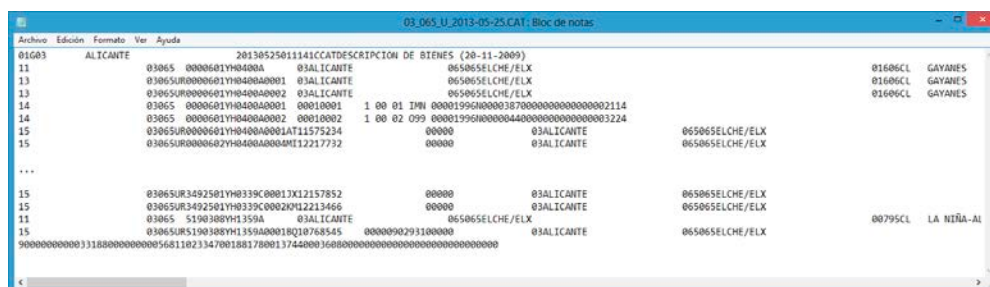 03_065_U_2013-05-25.CAT: Bloc de notas
Archivo Edición Formato Ver Ayuda
01G03 ALICANTE 20130525011141CCATDESCRIPCION DE BIENES (20-11-2009)
11 03065 0000601YH0400A 03ALICANTE 065065ELCHE/ELX 01606CL GAYANES
13 03065UR0000601YH0400A0001 03ALICANTE 065065ELCHE/ELX 01606CL GAYANES
13 03065UR0000601YH0400A0002 03ALICANTE 065065ELCHE/ELX 01606CL GAYANES
14 03065 0000601YH0400A0001 00010001 1 00 01 IMN
14 03065 0000601YH0400A0002 00010002 1 00 02 O99
15 03065UR0000601YH0400A0001AT11575234 00000 03ALICANTE 065065ELCHE/ELX
15 03065UR0000602YH0400A0004MI12217732 00000 03ALICANTE 065065ELCHE/ELX
...
15 03065UR3492501YH0339C0001JX12157852 00000 03ALICANTE 065065ELCHE/ELX
15 03065UR3492501YH0339C0002KM12213466 00000 03ALICANTE 065065ELCHE/ELX
11 03065 5190308YH1359A 03ALICANTE 065065ELCHE/ELX 00795CL LA NIÑA-AL
15 03065UR5190308YH1359A0001BQ10768545 0000090293100000 03ALICANTE 065065ELCHE/ELX